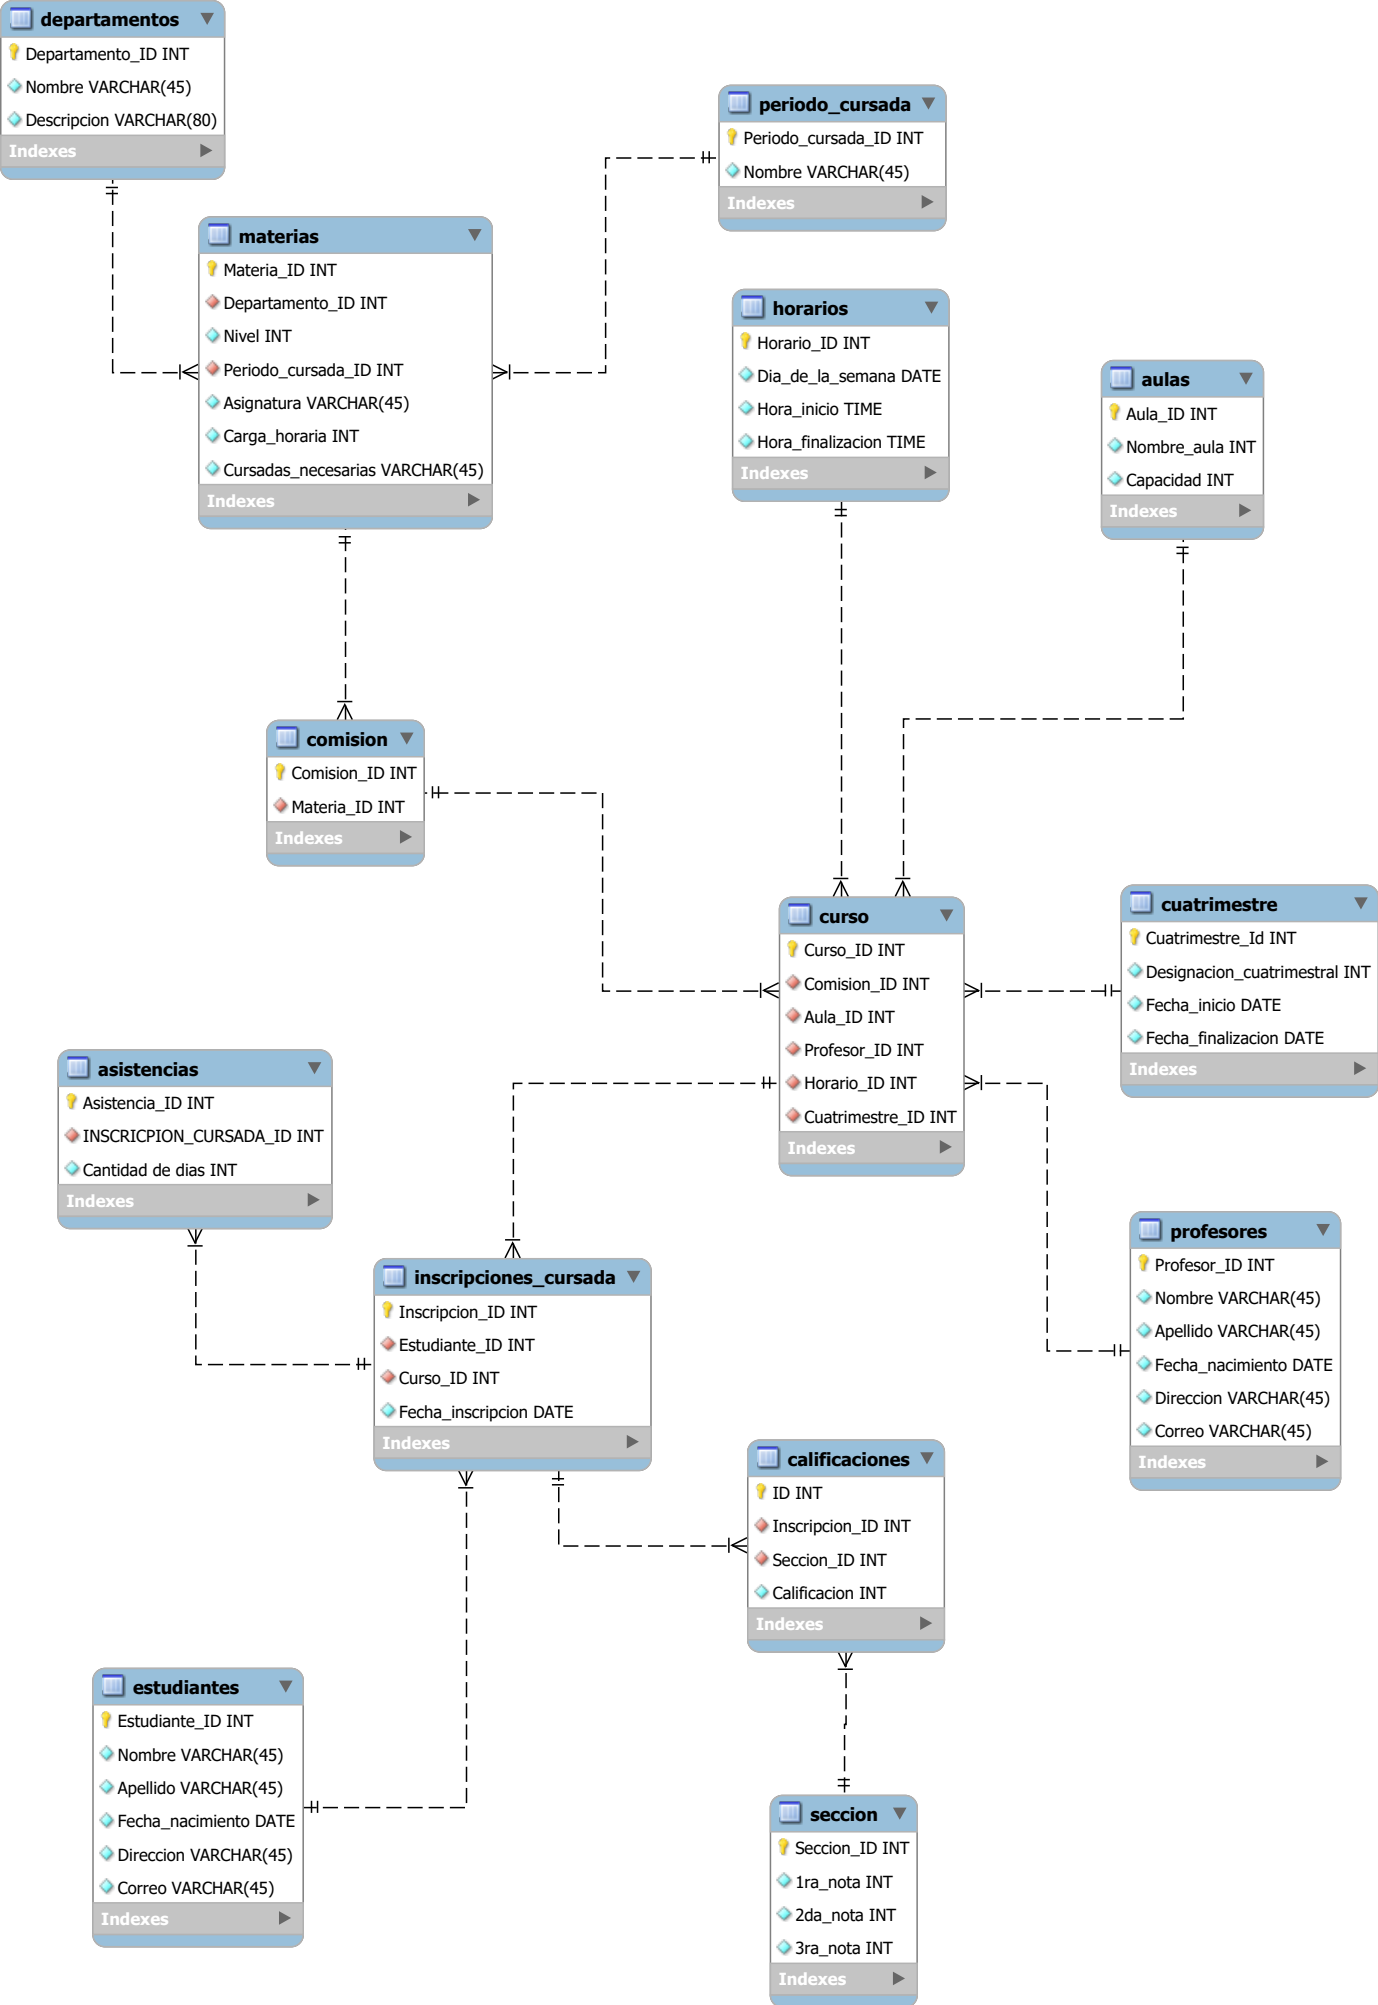 departamentos
Departamento_ID INT
Nombre VARCHAR(45)
Descripcion VARCHAR(80)
Indexes
periodo_cursada
Periodo_cursada_ID INT
Nombre VARCHAR(45)
Indexes
materias
Materia_ID INT
Departamento_ID INT
Nivel INT
Periodo_cursada_ID INT
Asignatura VARCHAR(45)
Carga_horaria INT
Cursadas_necesarias VARCHAR(45)
Indexes
horarios
Horario_ID INT
Dia_de_la_semana DATE
Hora_inicio TIME
Hora_finalizacion TIME
Indexes
aulas
Aula_ID INT
Nombre_aula INT
Capacidad INT
Indexes
comision
Comision_ID INT
Materia_ID INT
Indexes
curso
Curso_ID INT
Comision_ID INT
Aula_ID INT
Profesor_ID INT
Horario_ID INT
Cuatrimestre_ID INT
Indexes
cuatrimestre
Cuatrimestre_Id INT
Designacion_cuatrimestral INT
Fecha_inicio DATE
Fecha_finalizacion DATE
Indexes
asistencias
Asistencia_ID INT
INSCRICPION_CURSADA_ID INT
Cantidad de dias INT
Indexes
profesores
Profesor_ID INT
Nombre VARCHAR(45)
Apellido VARCHAR(45)
Fecha_nacimiento DATE
Direccion VARCHAR(45)
Correo VARCHAR(45)
Indexes
inscripciones_cursada
Inscripcion_ID INT
Estudiante_ID INT
Curso_ID INT
Fecha_inscripcion DATE
Indexes
calificaciones
ID INT
Inscripcion_ID INT
Seccion_ID INT
Calificacion INT
Indexes
estudiantes
Estudiante_ID INT
Nombre VARCHAR(45)
Apellido VARCHAR(45)
Fecha_nacimiento DATE
Direccion VARCHAR(45)
Correo VARCHAR(45)
Indexes
seccion
Seccion_ID INT
1ra_nota INT
2da_nota INT
3ra_nota INT
Indexes